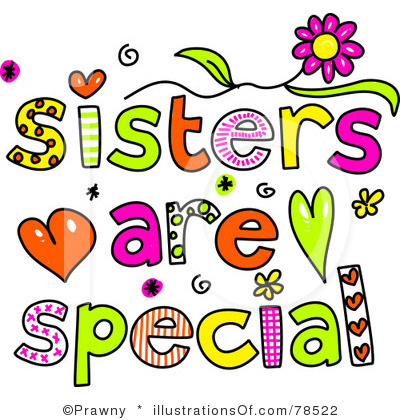 sisters
are
special
©Prawny * illustrationsOf.com/78522